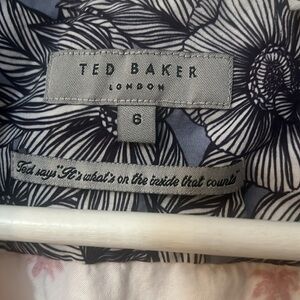 TED BAKER
LONDON
6
Ted says "It's what's on the inside that counts"